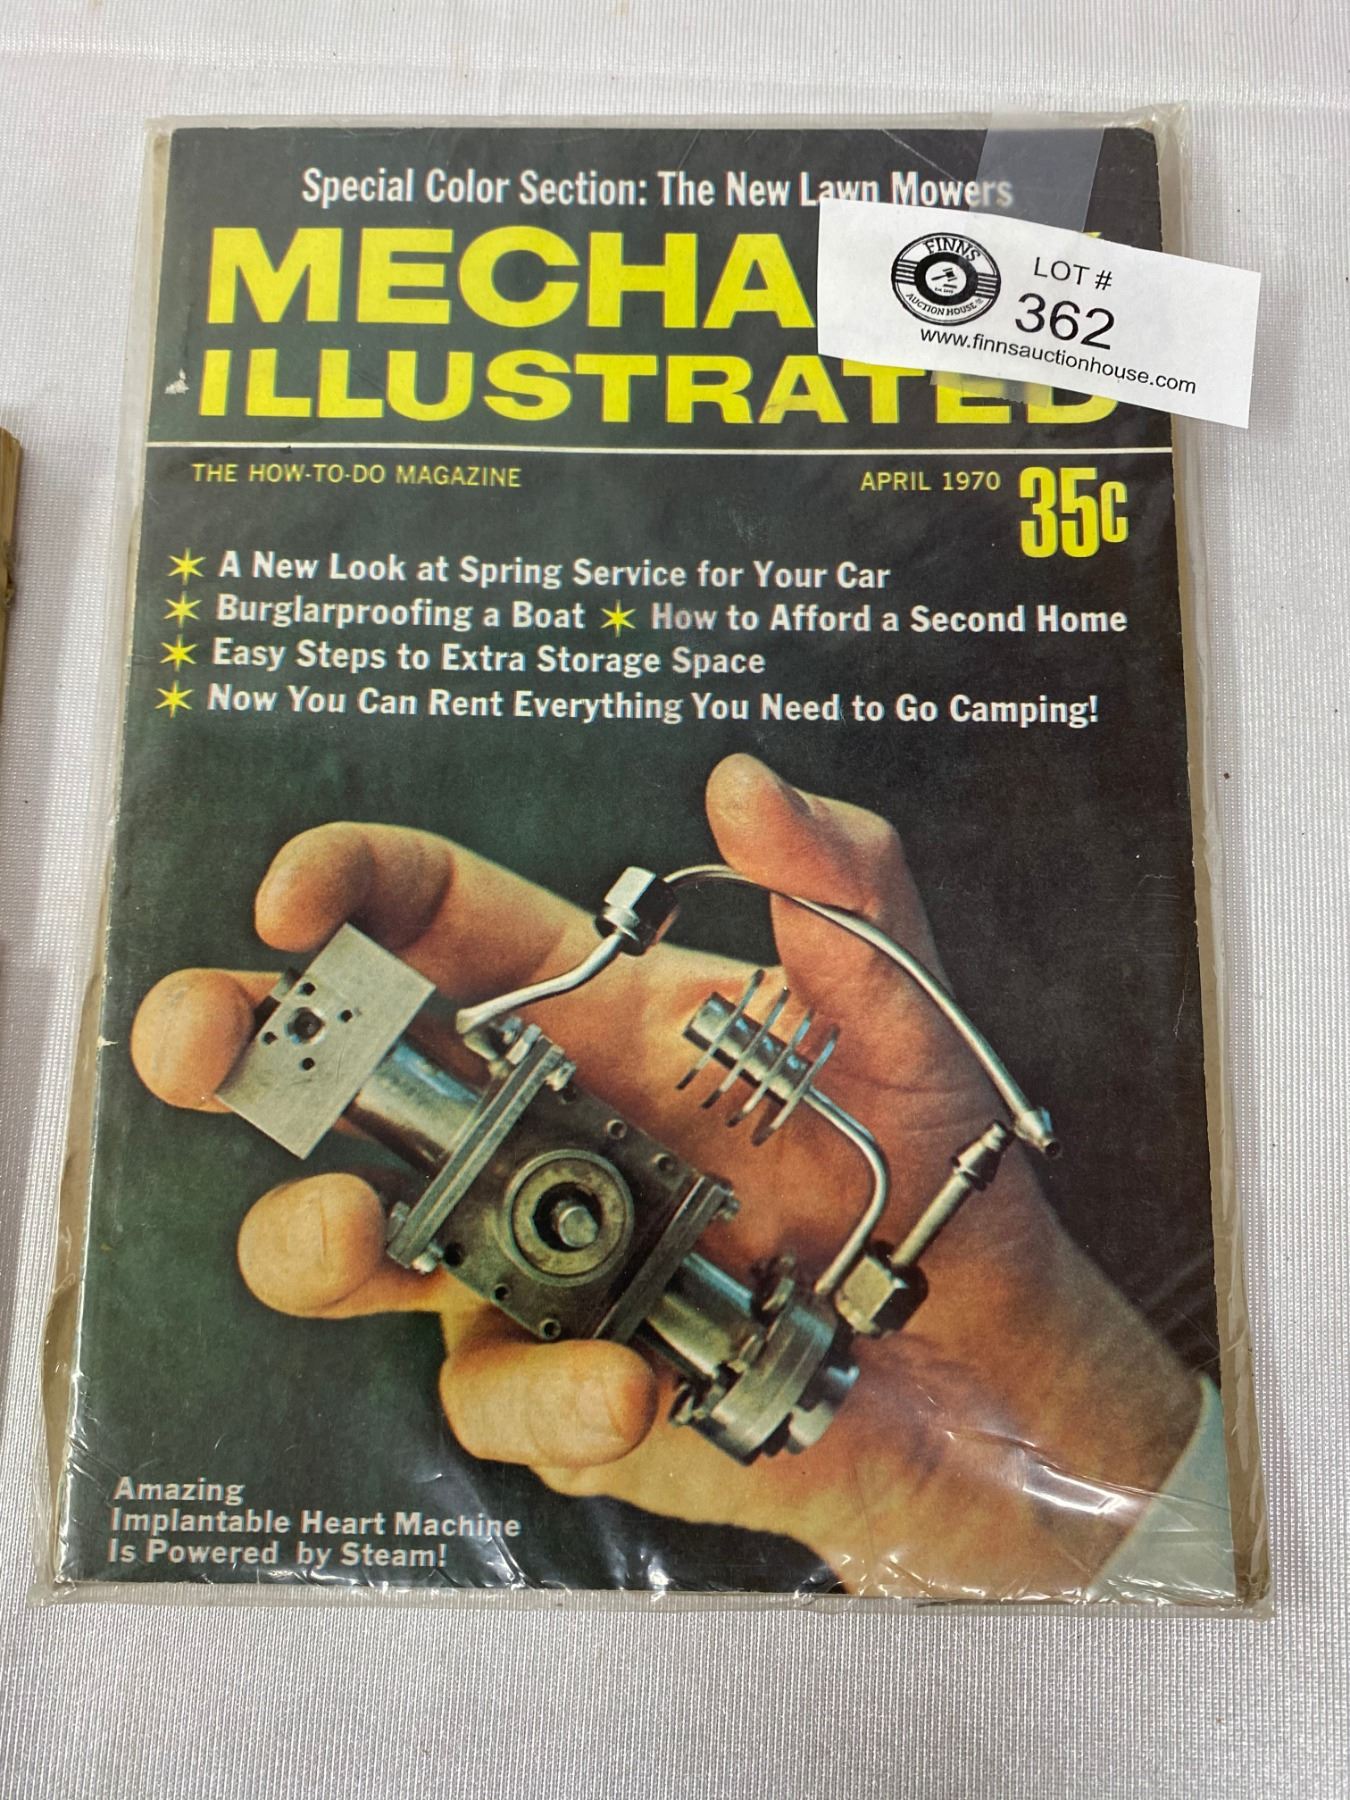 Special Color Section: The New Lawn Mowers
MECHA
ILLUSTRATED
FINNS
AUCTION HOUSE
LOT #
362
www.finnsauctionhouse.com
THE HOW-TO-DO MAGAZINE
APRIL 1970 35c
A New Look at Spring Service for Your Car
Burglarproofing a Boat ✶ How to Afford a Second Home
Easy Steps to Extra Storage Space
Now You Can Rent Everything You Need to Go Camping!
Amazing
Implantable Heart Machine
Is Powered by Steam!